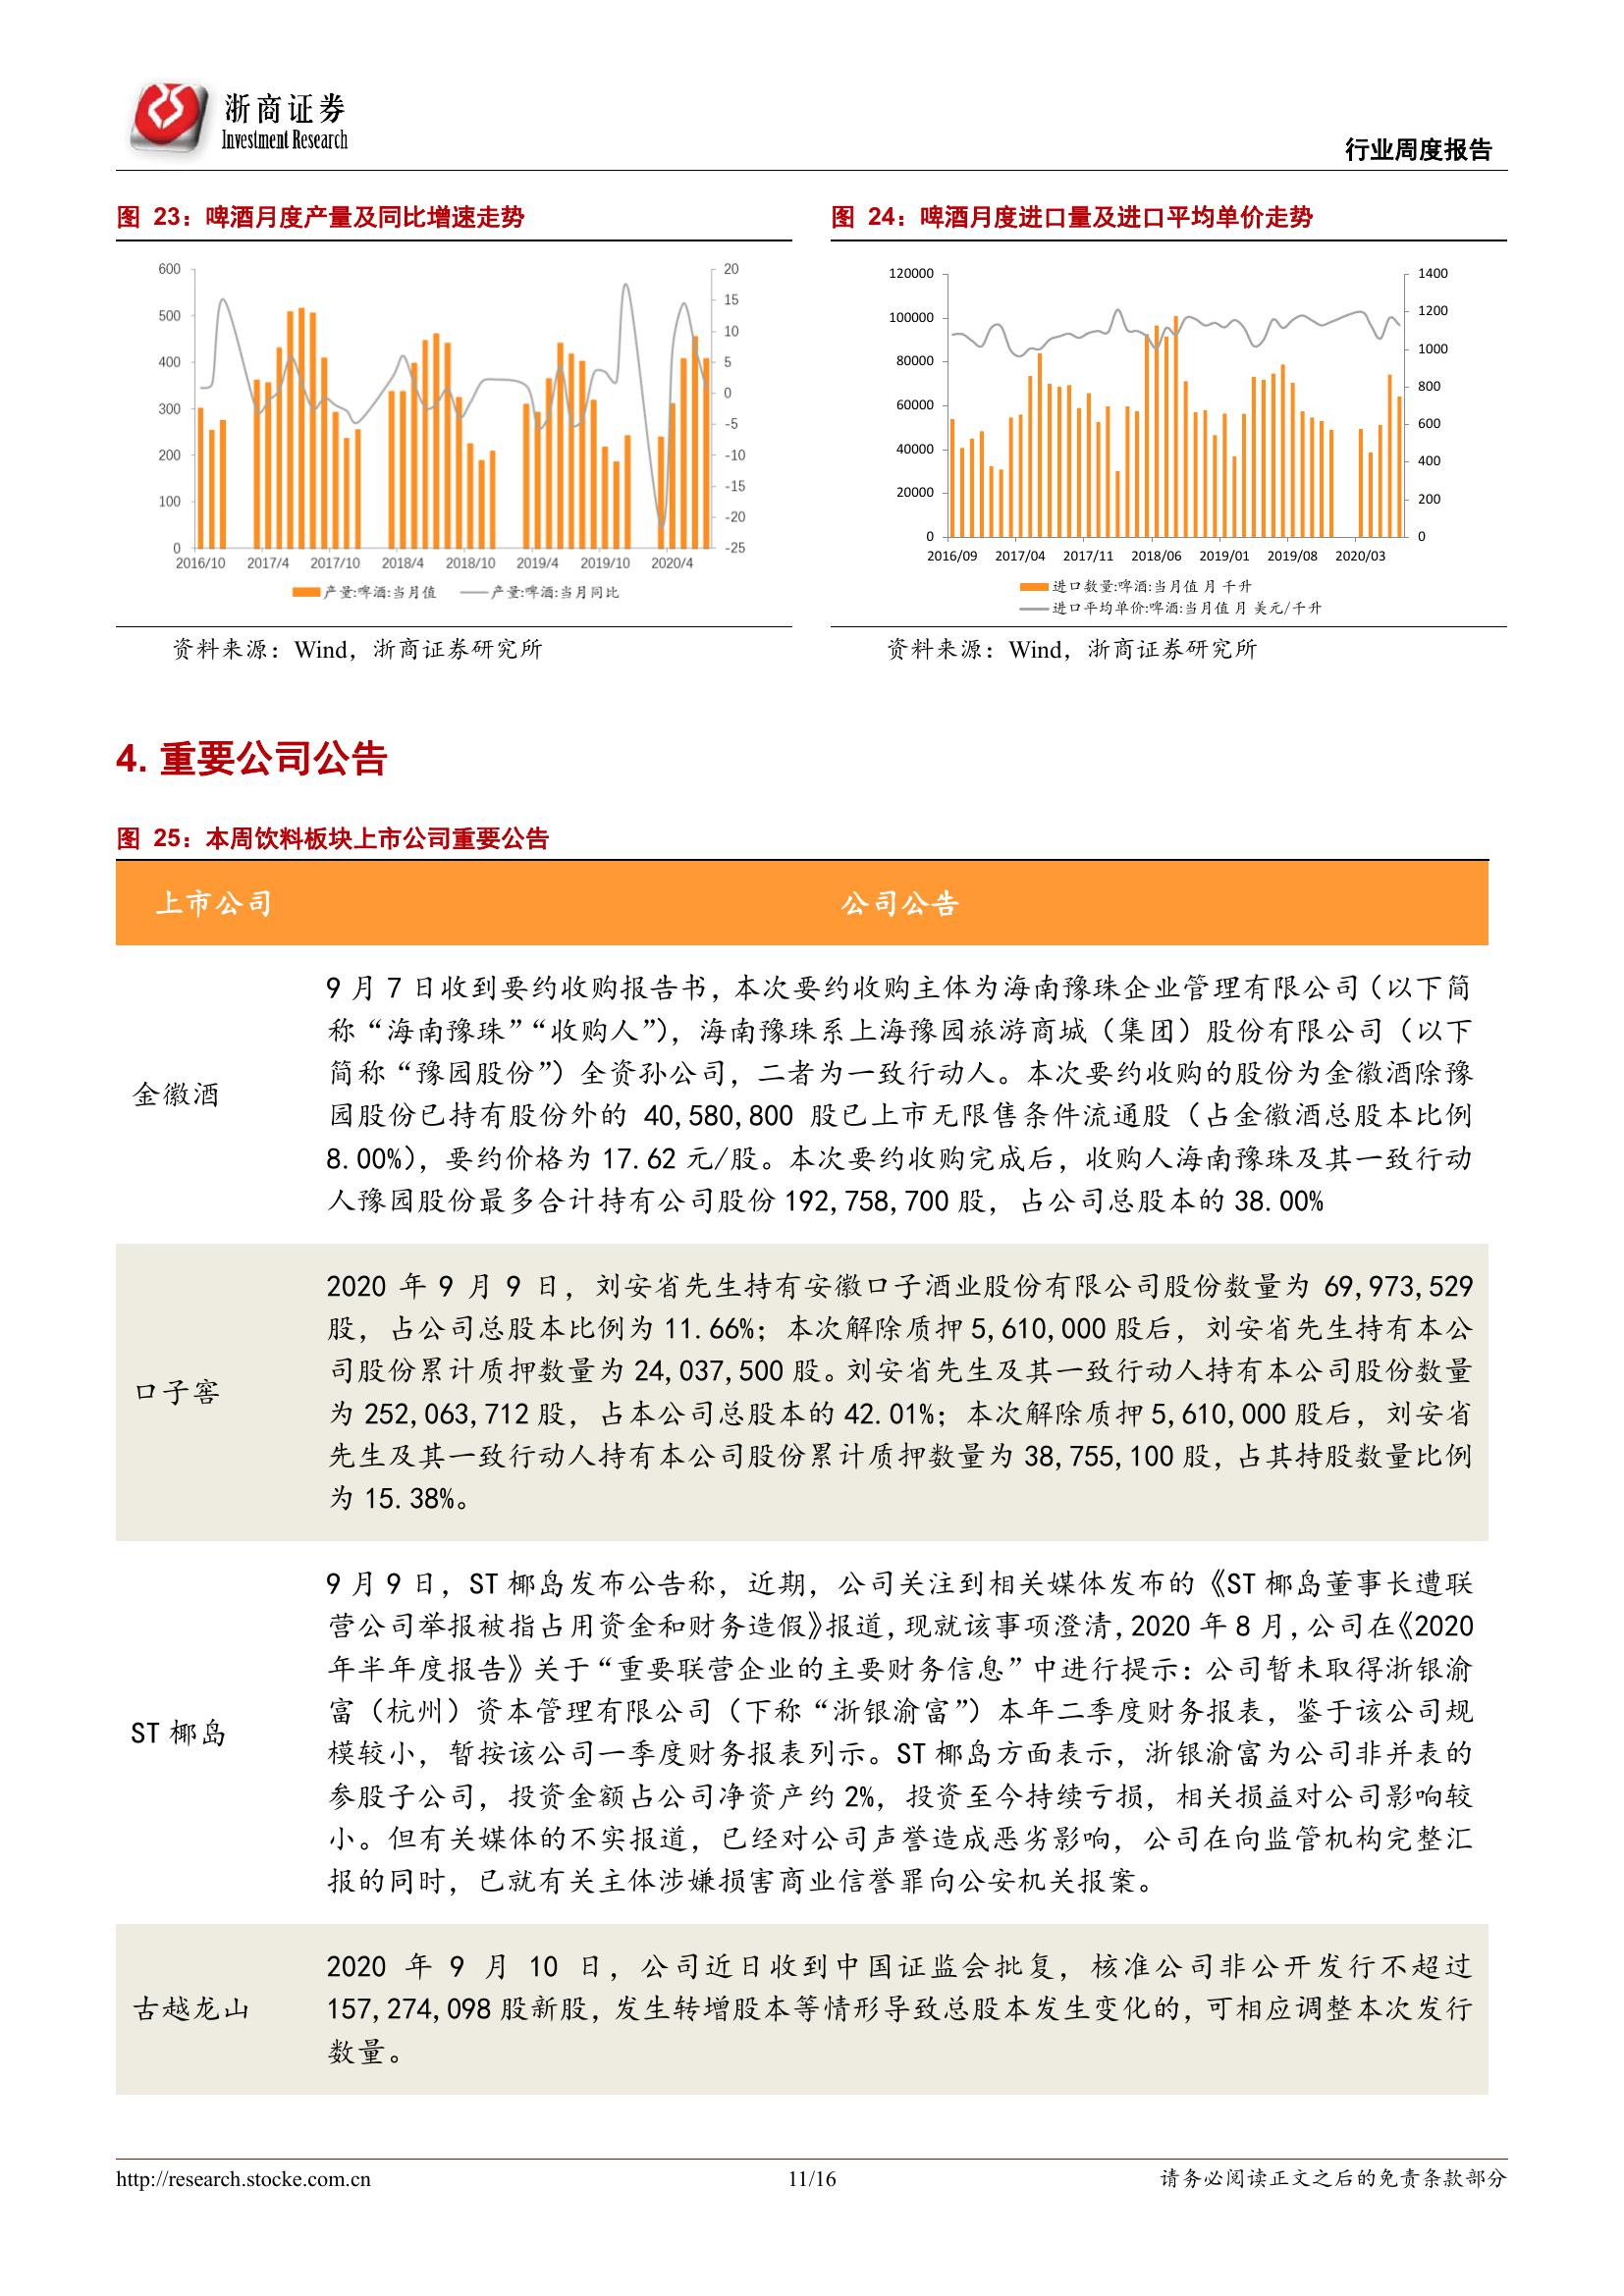 浙商证券
Investment Research
行业周度报告
图 23：啤酒月度产量及同比增速走势
600
500
400
300
200
100
0
20
15
10
5
0
-5
-10
-15
-20
-25
2016/10 2017/4 2017/10 2018/4 2018/10 2019/4 2019/10 2020/4
产量:啤酒:当月值 产量:啤酒:当月同比
资料来源：Wind，浙商证券研究所
图 24：啤酒月度进口量及进口平均单价走势
120000
100000
80000
60000
40000
20000
0
1400
1200
1000
800
600
400
200
0
2016/09 2017/04 2017/11 2018/06 2019/01 2019/08 2020/03
进口数量:啤酒:当月值 月 千升
进口平均单价:啤酒:当月值 月 美元/千升
资料来源：Wind，浙商证券研究所
4. 重要公司公告
图 25：本周饮料板块上市公司重要公告
上市公司 公司公告
金徽酒
9 月 7 日收到要约收购报告书，本次要约收购主体为海南豫珠企业管理有限公司（以下简
称“海南豫珠”“收购人”），海南豫珠系上海豫园旅游商城（集团）股份有限公司（以下
简称“豫园股份”）全资孙公司，二者为一致行动人。本次要约收购的股份为金徽酒除豫
园股份已持有股份外的 40,580,800 股已上市无限售条件流通股（占金徽酒总股本比例
8.00%），要约价格为 17.62 元/股。本次要约收购完成后，收购人海南豫珠及其一致行动
人豫园股份最多合计持有公司股份 192,758,700 股，占公司总股本的 38.00%
口子窖
2020 年 9 月 9 日，刘安省先生持有安徽口子酒业股份有限公司股份数量为 69,973,529
股，占公司总股本比例为 11.66%；本次解除质押 5,610,000 股后，刘安省先生持有本公
司股份累计质押数量为 24,037,500 股。刘安省先生及其一致行动人持有本公司股份数量
为 252,063,712 股，占本公司总股本的 42.01%；本次解除质押 5,610,000 股后，刘安省
先生及其一致行动人持有本公司股份累计质押数量为 38,755,100 股，占其持股数量比例
为 15.38%。
ST 椰岛
9 月 9 日，ST 椰岛发布公告称，近期，公司关注到相关媒体发布的《ST 椰岛董事长遭联
营公司举报被指占用资金和财务造假》报道，现就该事项澄清，2020 年 8 月，公司在《2020
年半年度报告》关于“重要联营企业的主要财务信息”中进行提示：公司暂未取得浙银渝
富（杭州）资本管理有限公司（下称“浙银渝富”）本年二季度财务报表，鉴于该公司规
模较小，暂按该公司一季度财务报表列示。ST 椰岛方面表示，浙银渝富为公司非并表的
参股子公司，投资金额占公司净资产约 2%，投资至今持续亏损，相关损益对公司影响较
小。但有关媒体的不实报道，已经对公司声誉造成恶劣影响，公司在向监管机构完整汇
报的同时，已就有关主体涉嫌损害商业信誉罪向公安机关报案。
古越龙山
2020 年 9 月 10 日，公司近日收到中国证监会批复，核准公司非公开发行不超过
157,274,098 股新股，发生转增股本等情形导致总股本发生变化的，可相应调整本次发行
数量。
http://research.stocke.com.cn 11/16 请务必阅读正文之后的免责条款部分